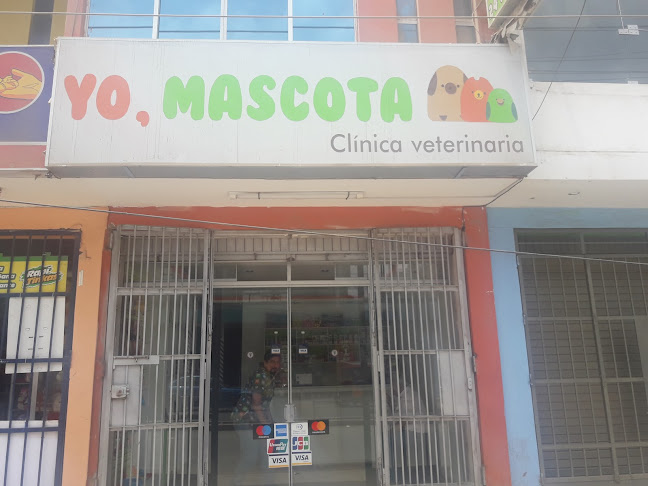 YO, MASCOTA
Clínica veterinaria
VISA VISA